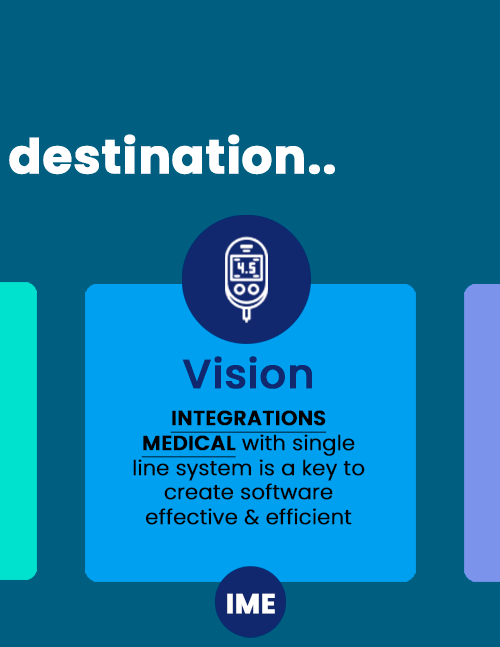 destination..
4.5
Vision
INTEGRATIONS
MEDICAL with single
line system is a key to
create software
effective & efficient
IME